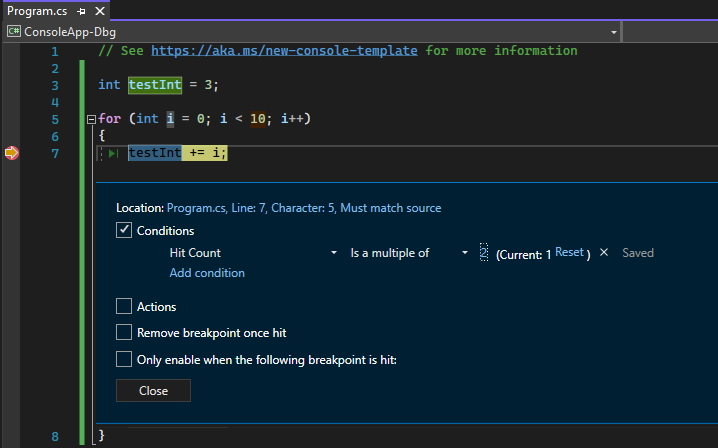 Program.cs
C# ConsoleApp-Dbg
1 // See https://aka.ms/new-console-template for more information
2
3 int testInt = 3;
4
5 for (int i = 0; i < 10; i++)
6 {
7 testInt += i;
Location: Program.cs, Line: 7, Character: 5, Must match source
Conditions
Hit Count Is a multiple of 2 (Current: 1 Reset ) Saved
Add condition
Actions
Remove breakpoint once hit
Only enable when the following breakpoint is hit:
Close
8 }